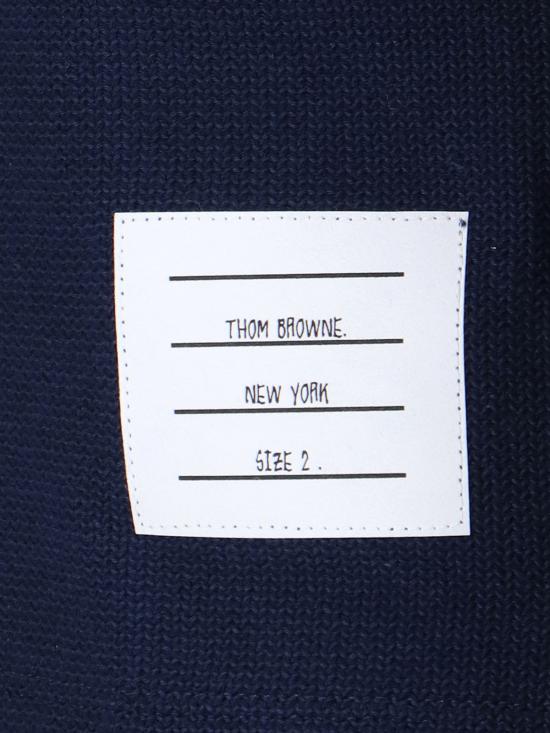 THOM BROWNE.
NEW YORK
SIZE 2 .